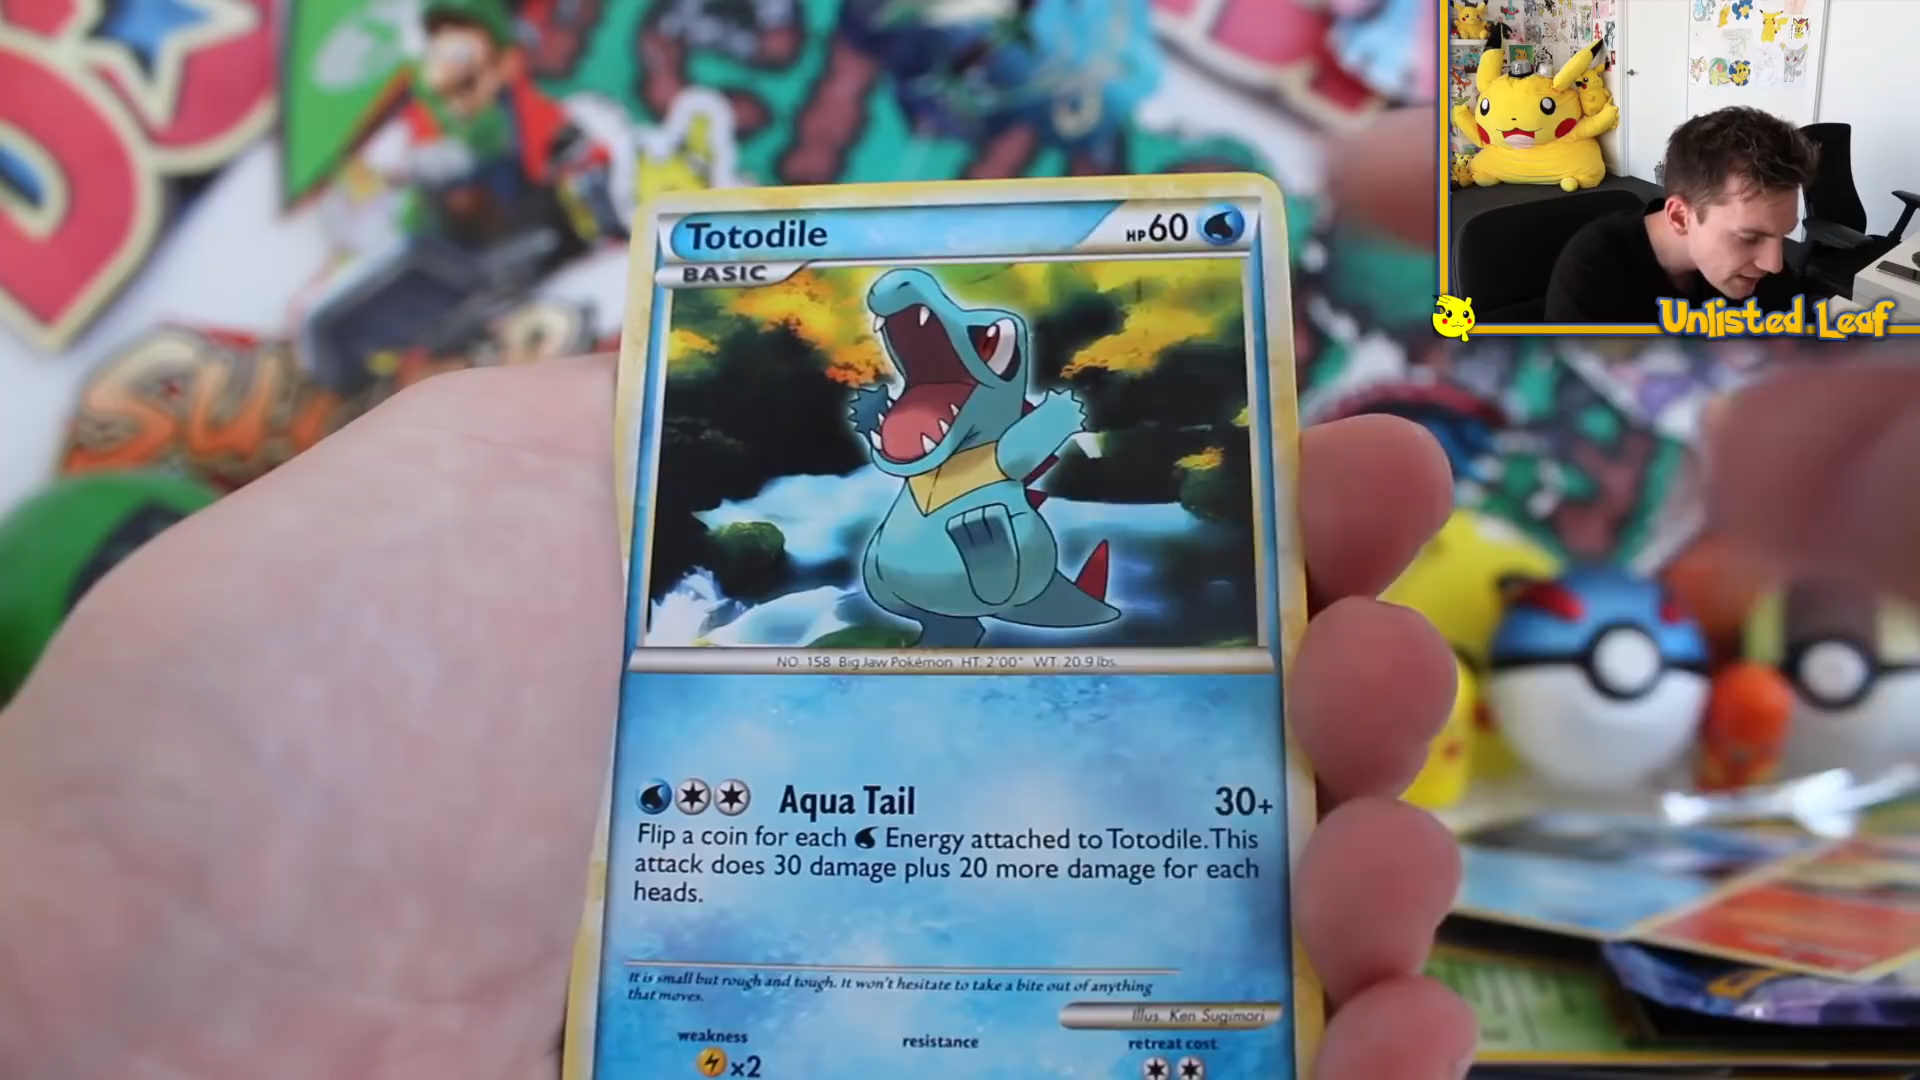 Totodile
HP 60
BASIC
NO. 158 Big Jaw Pokémon HT: 2'00" WT: 20.9 lbs.
Aqua Tail 30+
Flip a coin for each Energy attached to Totodile. This
attack does 30 damage plus 20 more damage for each
heads.
It is small but rough and tough. It won't hesitate to take a bite out of anything
that moves.
Illus. Ken Sugimori
weakness
resistance
retreat cost
x2
Unlisted.Leaf